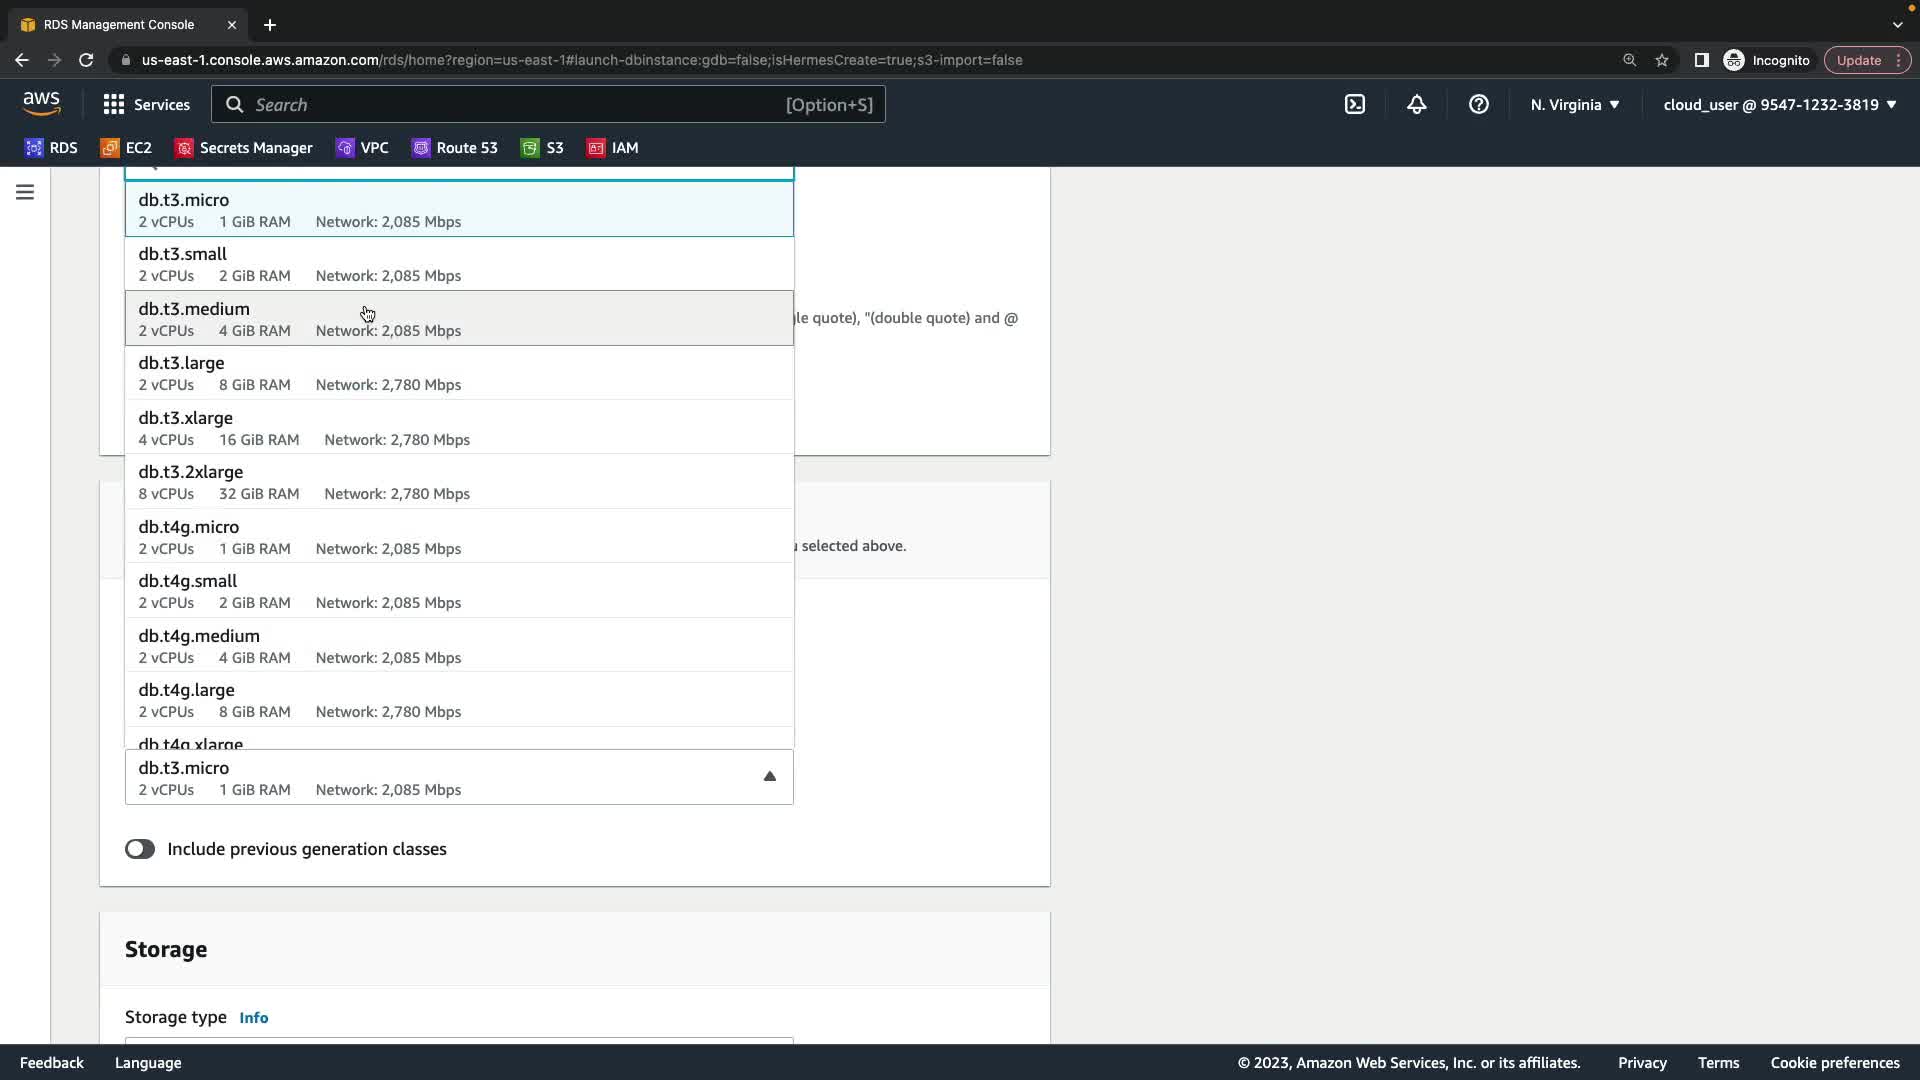 RDS Management Console
us-east-1.console.aws.amazon.com/rds/home?region=us-east-1#launch-dbinstance:gdb=false;isHermesCreate=true;s3-import=false
Incognito
Update
aws
Services
Search
[Option+S]
N. Virginia
cloud_user @ 9547-1232-3819
RDS
EC2
Secrets Manager
VPC
Route 53
S3
IAM
db.t3.micro
2 vCPUs 1 GiB RAM Network: 2,085 Mbps
db.t3.small
2 vCPUs 2 GiB RAM Network: 2,085 Mbps
db.t3.medium
2 vCPUs 4 GiB RAM Network: 2,085 Mbps
quote), "(double quote) and @
db.t3.large
2 vCPUs 8 GiB RAM Network: 2,780 Mbps
db.t3.xlarge
4 vCPUs 16 GiB RAM Network: 2,780 Mbps
db.t3.2xlarge
8 vCPUs 32 GiB RAM Network: 2,780 Mbps
db.t4g.micro
2 vCPUs 1 GiB RAM Network: 2,085 Mbps
selected above.
db.t4g.small
2 vCPUs 2 GiB RAM Network: 2,085 Mbps
db.t4g.medium
2 vCPUs 4 GiB RAM Network: 2,085 Mbps
db.t4g.large
2 vCPUs 8 GiB RAM Network: 2,780 Mbps
db.t4g.xlarge
db.t3.micro
2 vCPUs 1 GiB RAM Network: 2,085 Mbps
Include previous generation classes
Storage
Storage type Info
Feedback
Language
© 2023, Amazon Web Services, Inc. or its affiliates.
Privacy
Terms
Cookie preferences